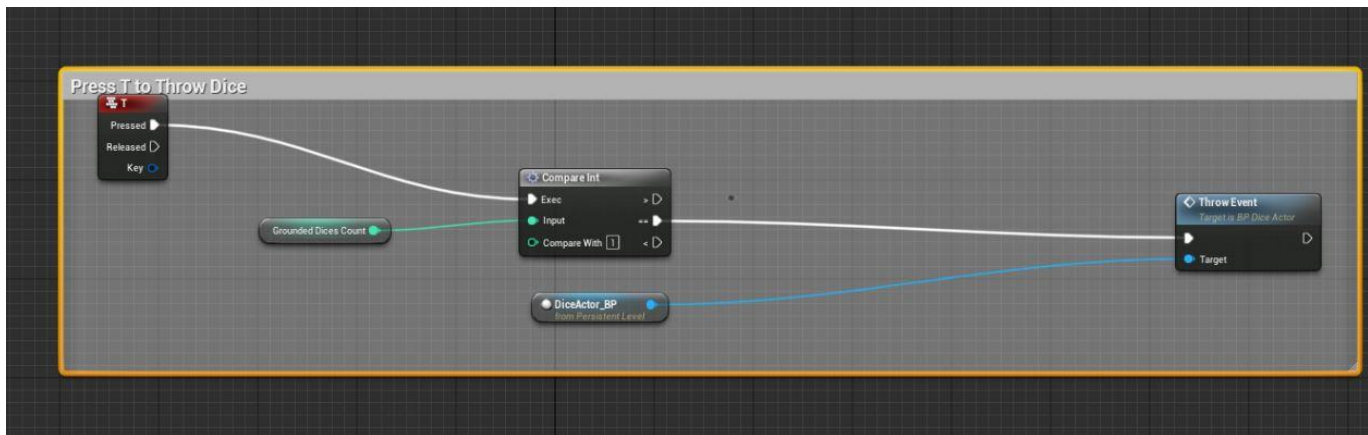 Press T to Throw Dice
T
Pressed
Released
Key
Grounded Dices Count
Compare Int
Exec
>
Input
==
Compare With 1
<
DiceActor_BP
from Persistent Level
Throw Event
Target is BP Dice Actor
Target